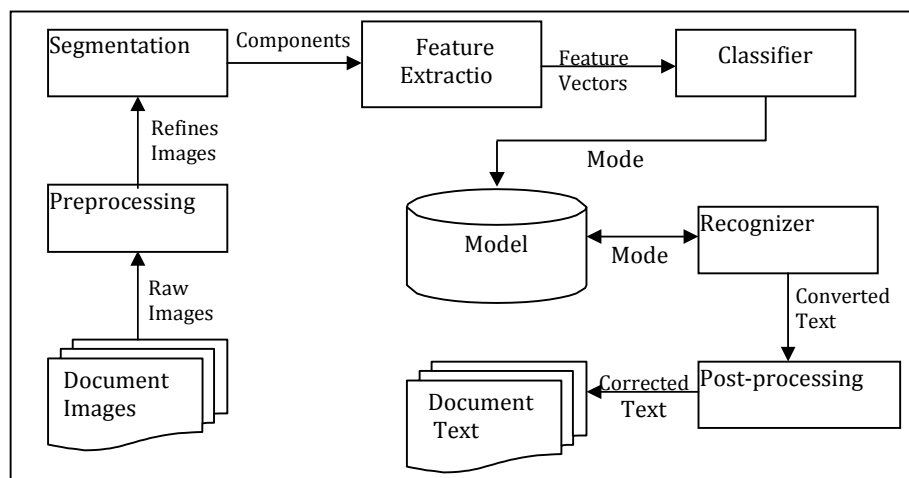 Segmentation
Components
Feature
Extractio
Feature
Vectors
Classifier
Refines
Images
Mode
Preprocessing
Model
Mode
Recognizer
Raw
Images
Converted
Text
Document
Images
Document
Text
Corrected
Text
Post-processing